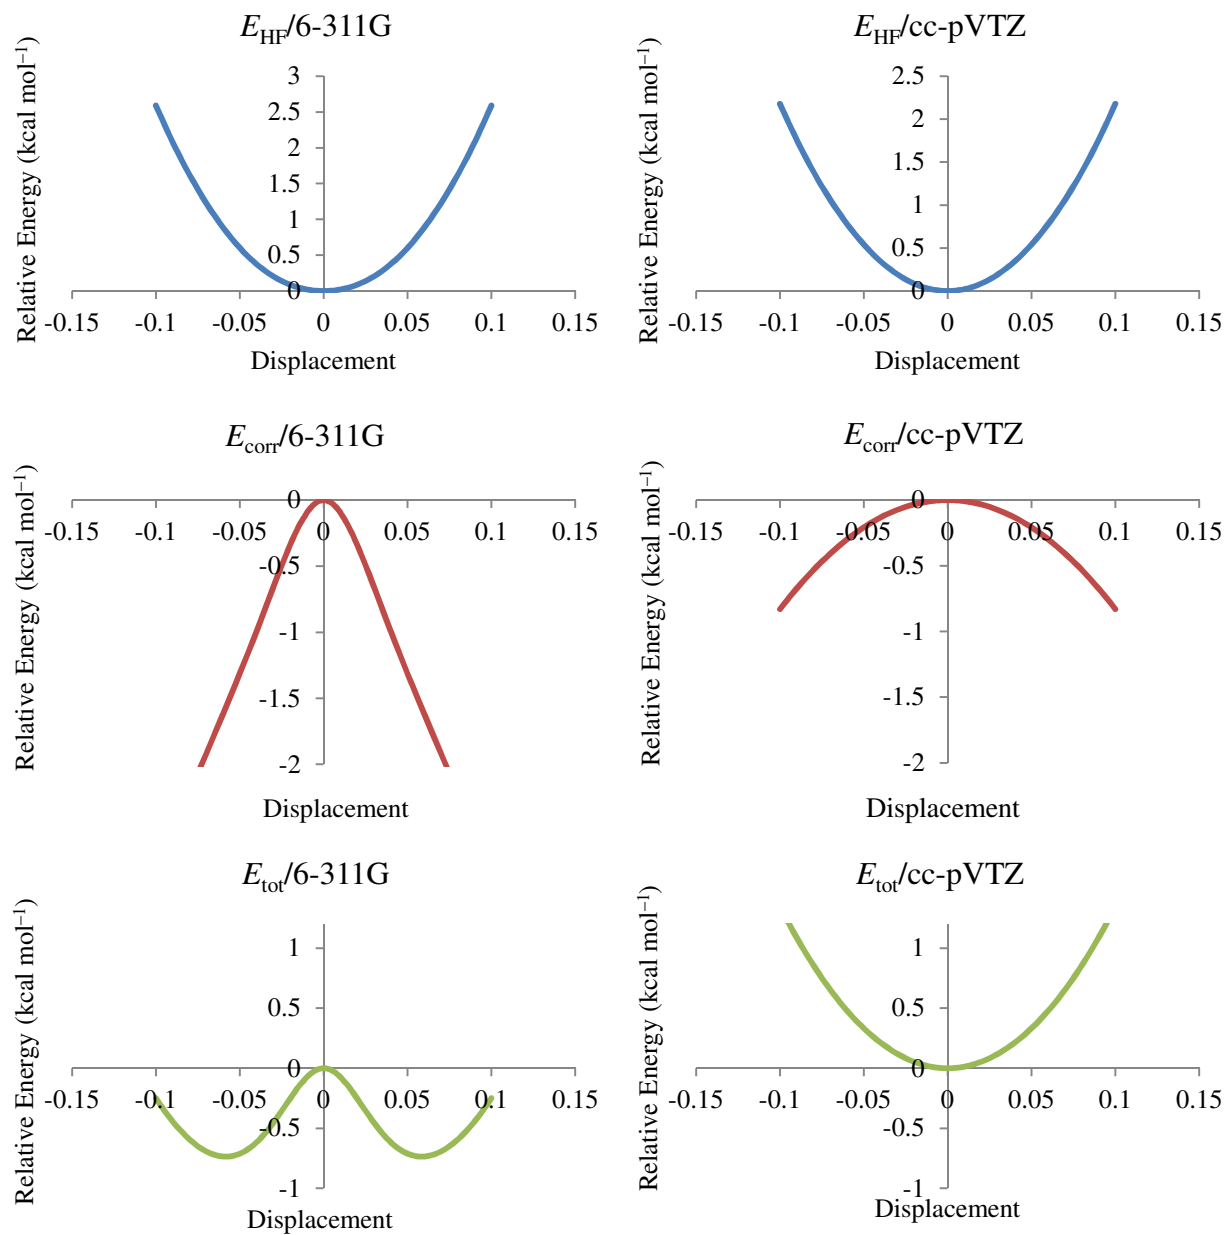 E_HF/6-311G
Relative Energy (kcal mol⁻¹)
3
2.5
2
1.5
1
0.5
0
-0.15 -0.1 -0.05 0 0.05 0.1 0.15
Displacement
E_HF/cc-pVTZ
Relative Energy (kcal mol⁻¹)
2.5
2
1.5
1
0.5
0
-0.15 -0.1 -0.05 0 0.05 0.1 0.15
Displacement
E_corr/6-311G
Relative Energy (kcal mol⁻¹)
0
-0.15 -0.1 -0.05 0 0.05 0.1 0.15
-0.5
-1
-1.5
-2
Displacement
E_corr/cc-pVTZ
Relative Energy (kcal mol⁻¹)
0
-0.15 -0.1 -0.05 0 0.05 0.1 0.15
-0.5
-1
-1.5
-2
Displacement
E_tot/6-311G
Relative Energy (kcal mol⁻¹)
1
0.5
0
-0.15 -0.1 -0.05 0 0.05 0.1 0.15
-0.5
-1
Displacement
E_tot/cc-pVTZ
Relative Energy (kcal mol⁻¹)
1
0.5
0
-0.15 -0.1 -0.05 0 0.05 0.1 0.15
-0.5
-1
Displacement